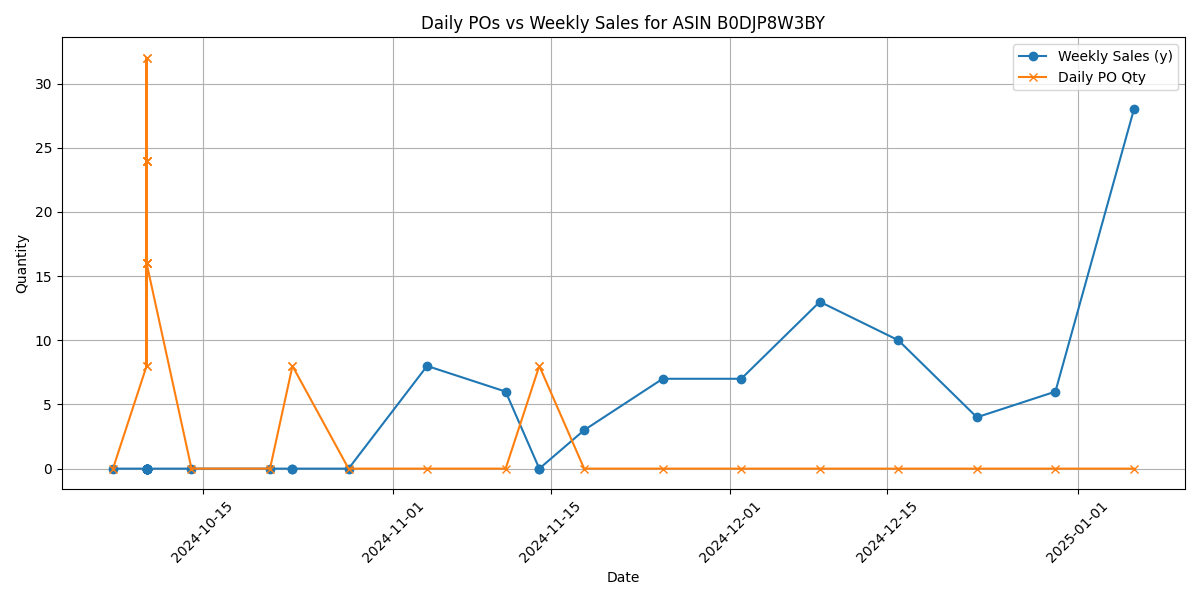 Daily POs vs Weekly Sales for ASIN B0DJP8W3BY
Weekly Sales (y)
Daily PO Qty
Quantity
30
25
20
15
10
5
0
2024-10-15
2024-11-01
2024-11-15
2024-12-01
2024-12-15
2025-01-01
Date